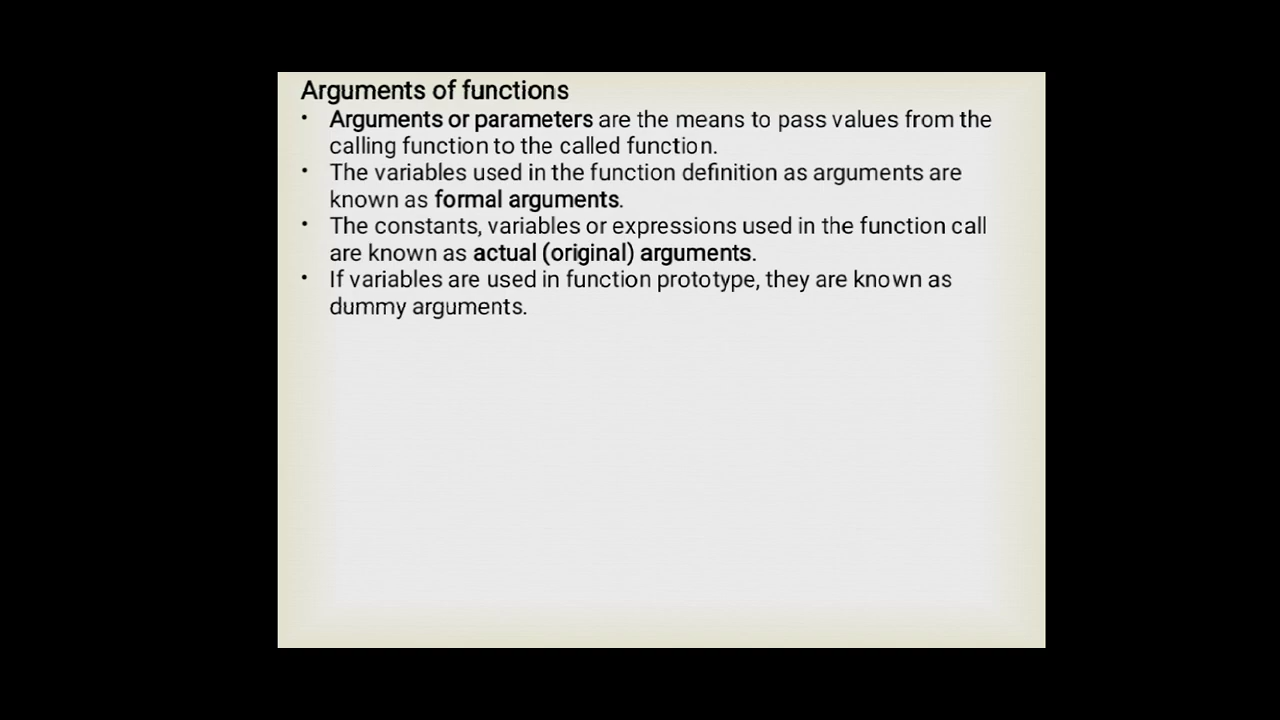 Arguments of functions
• Arguments or parameters are the means to pass values from the
calling function to the called function.
• The variables used in the function definition as arguments are
known as formal arguments.
• The constants, variables or expressions used in the function call
are known as actual (original) arguments.
• If variables are used in function prototype, they are known as
dummy arguments.